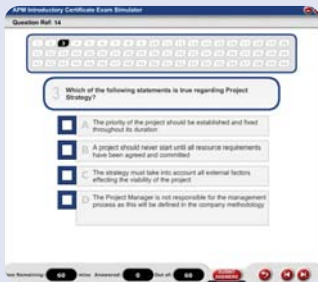 APM Introductory Certificate Exam Simulator
Question Ref: 14
3
3 Which of the following statements is true regarding Project
Strategy?
A The priority of the project should be established and fixed
throughout its duration
B A project should never start until all resource requirements
have been agreed and committed
C The strategy must take into account all external factors
effecting the viability of the project
D The Project Manager is not responsible for the management
process as this will be defined in the company methodology
Remaining: 60 mins Answered: 0 Out of: 60 SUBMIT ANSWERS